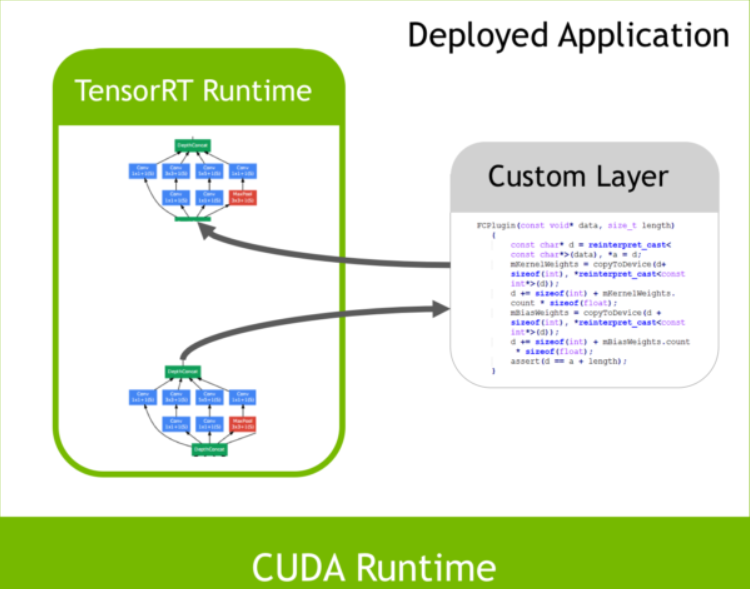 Deployed Application
TensorRT Runtime
DepthConcat
Conv
Conv
Conv
Conv
1x1+1(S)
3x3+1(S)
5x5+1(S)
1x1+1(S)
Conv
Conv
MaxPool
1x1+1(S)
1x1+1(S)
3x3+1(S)
DepthConcat
Conv
Conv
Conv
Conv
1x1+1(S)
3x3+1(S)
5x5+1(S)
1x1+1(S)
Conv
Conv
MaxPool
1x1+1(S)
1x1+1(S)
3x3+1(S)
DepthConcat
Custom Layer
FCPlugin(const void* data, size_t length)
{
const char* d = reinterpret_cast<
const char*>(data), *a = d;
mKernelWeights = copyToDevice(d+
sizeof(int), *reinterpret_cast<const
int*>(d));
d += sizeof(int) + mKernelWeights.
count * sizeof(float);
mBiasWeights = copyToDevice(d +
sizeof(int), *reinterpret_cast<const
int*>(d));
d += sizeof(int) + mBiasWeights.count
* sizeof(float);
assert(d == a + length);
}
CUDA Runtime